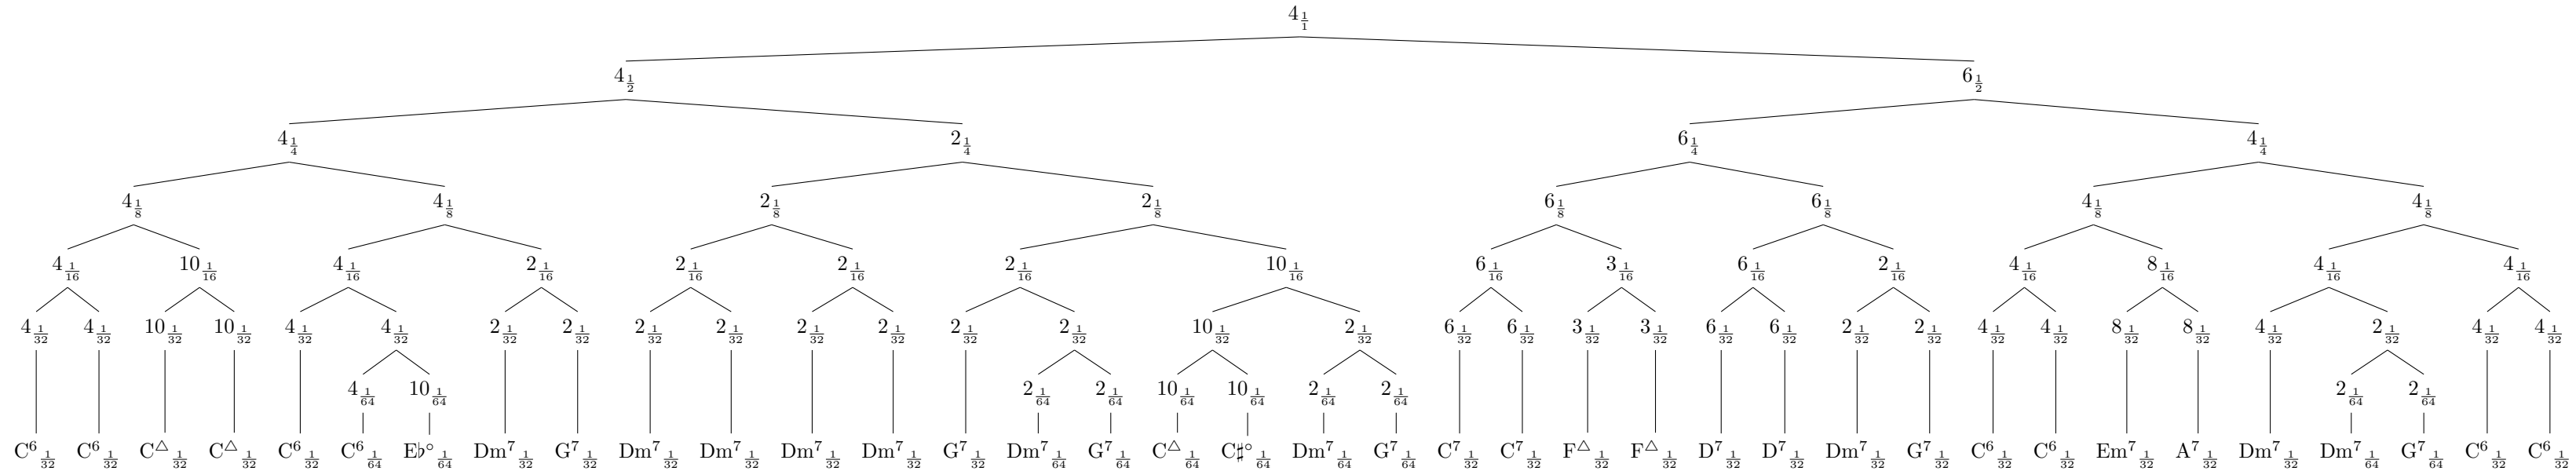 4 1/1
4 1/2 6 1/2
4 1/4 2 1/4 6 1/4 4 1/4
4 1/8 4 1/8 2 1/8 2 1/8 6 1/8 6 1/8 4 1/8 4 1/8
4 1/16 10 1/16 4 1/16 2 1/16 2 1/16 2 1/16 2 1/16 10 1/16 6 1/16 3 1/16 6 1/16 2 1/16 4 1/16 8 1/16 4 1/16 4 1/16
4 1/32 4 1/32 10 1/32 10 1/32 4 1/32 4 1/32 2 1/32 2 1/32 2 1/32 2 1/32 2 1/32 2 1/32 2 1/32 2 1/32 10 1/32 2 1/32 6 1/32 6 1/32 3 1/32 3 1/32 6 1/32 6 1/32 2 1/32 2 1/32 4 1/32 4 1/32 8 1/32 8 1/32 4 1/32 2 1/32 4 1/32 4 1/32
4 1/64 10 1/64 2 1/64 2 1/64 10 1/64 10 1/64 2 1/64 2 1/64 2 1/64 2 1/64
C⁶ 1/32 C⁶ 1/32 C△ 1/32 C△ 1/32 C⁶ 1/32 C⁶ 1/64 E♭° 1/64 Dm⁷ 1/32 G⁷ 1/32 Dm⁷ 1/32 Dm⁷ 1/32 Dm⁷ 1/32 Dm⁷ 1/32 G⁷ 1/32 Dm⁷ 1/64 G⁷ 1/64 C△ 1/64 C♯° 1/64 Dm⁷ 1/64 G⁷ 1/64 C⁷ 1/32 C⁷ 1/32 F△ 1/32 F△ 1/32 D⁷ 1/32 D⁷ 1/32 Dm⁷ 1/32 G⁷ 1/32 C⁶ 1/32 C⁶ 1/32 Em⁷ 1/32 A⁷ 1/32 Dm⁷ 1/32 Dm⁷ 1/64 G⁷ 1/64 C⁶ 1/32 C⁶ 1/32